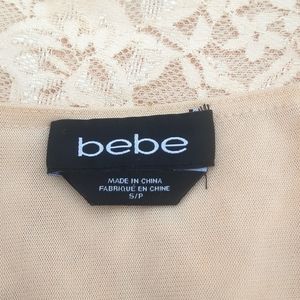 bebe
MADE IN CHINA
FABRIQUÉ EN CHINE
S/P